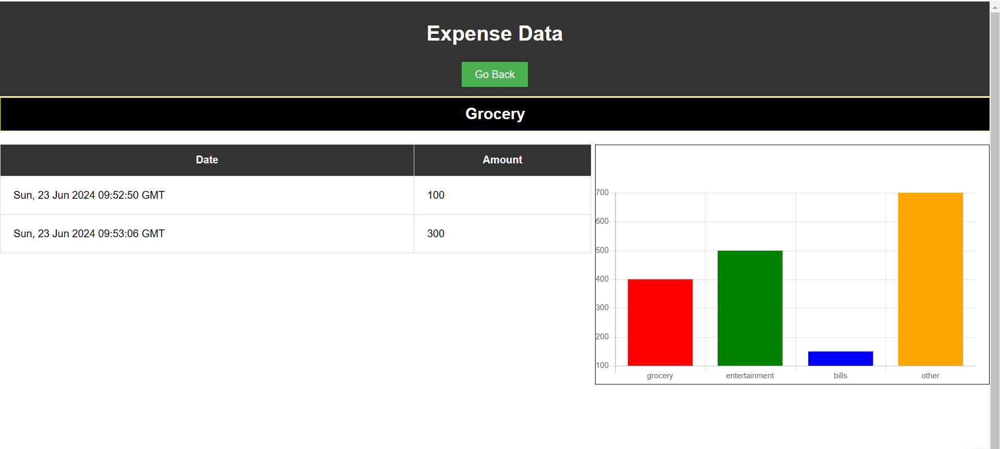 Expense Data
Go Back
Grocery
Date Amount
Sun, 23 Jun 2024 09:52:50 GMT 100
Sun, 23 Jun 2024 09:53:06 GMT 300
700
600
500
400
300
200
100
grocery entertainment bills other